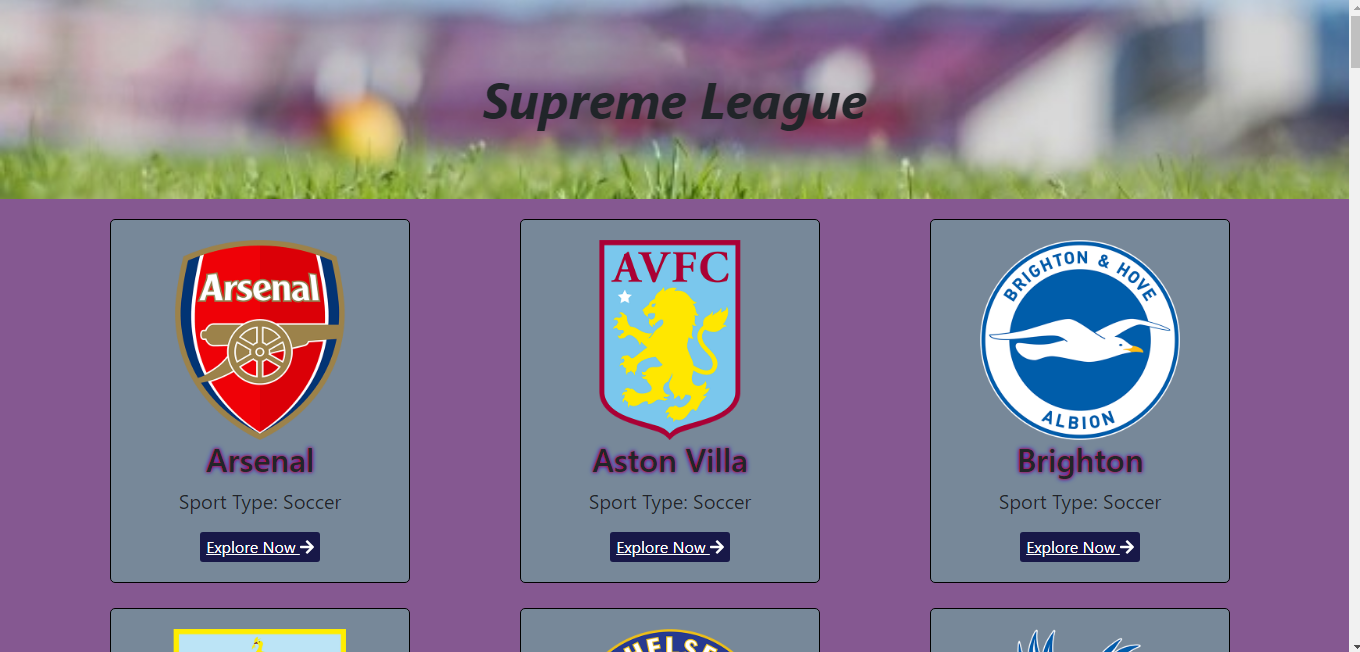 Supreme League
Arsenal
AVFC
BRIGHTON & HOVE
ALBION
Arsenal
Aston Villa
Brighton
Sport Type: Soccer
Sport Type: Soccer
Sport Type: Soccer
Explore Now
Explore Now
Explore Now